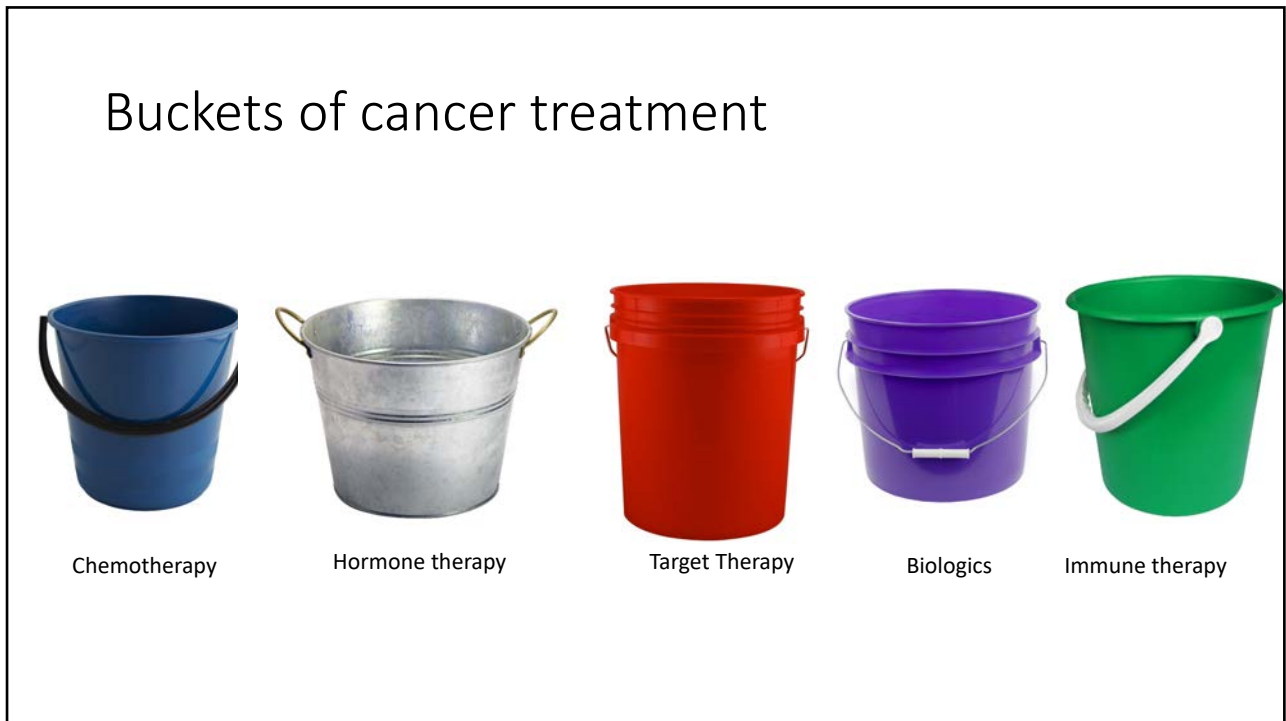 Buckets of cancer treatment
Chemotherapy
Hormone therapy
Target Therapy
Biologics
Immune therapy